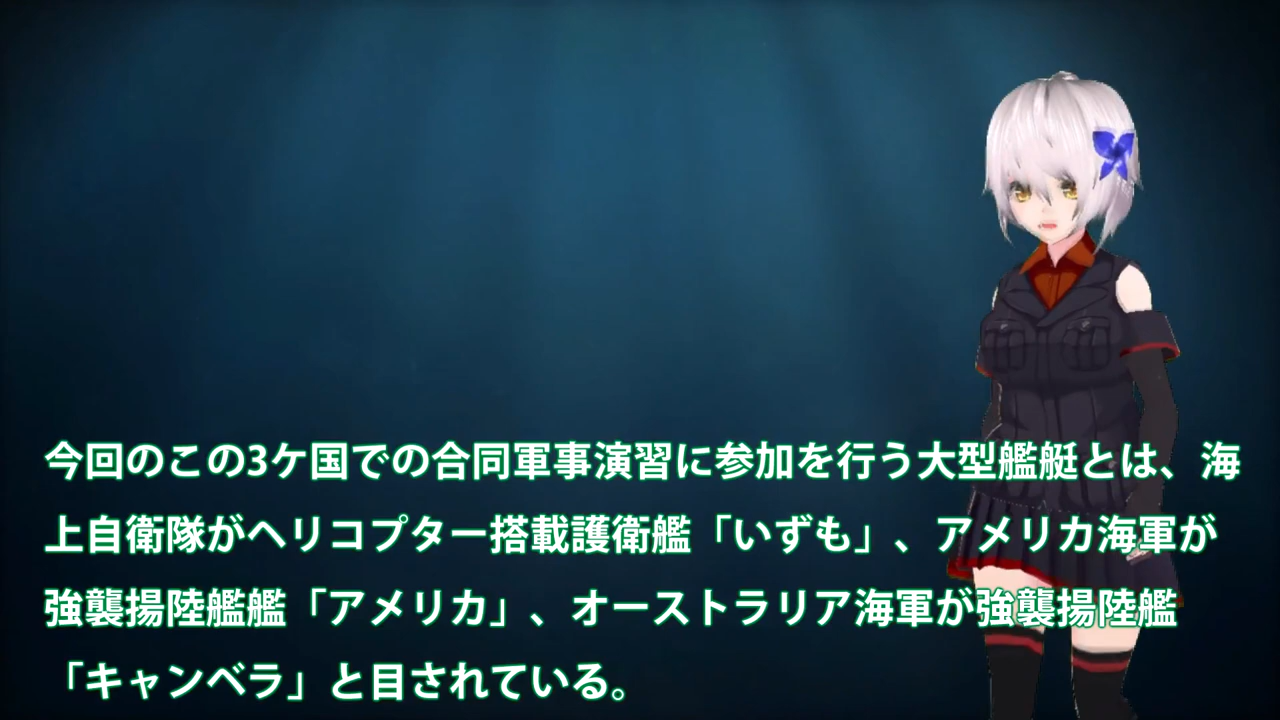 今回のこの3ケ国での合同軍事演習に参加を行う大型艦艇とは、海
上自衛隊がヘリコプター搭載護衛艦「いずも」、アメリカ海軍が
強襲揚陸艦艦「アメリカ」、オーストラリア海軍が強襲揚陸艦
「キャンベラ」と目されている。